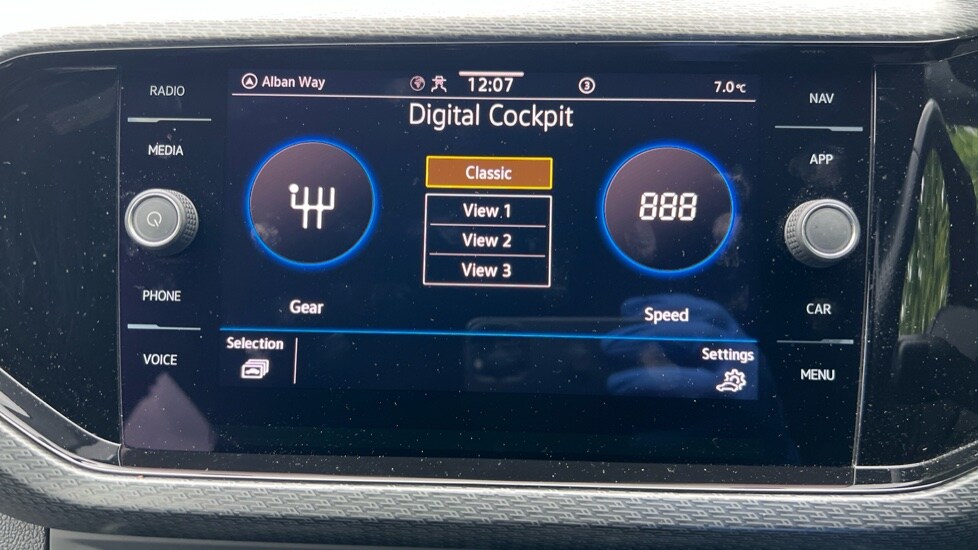 RADIO
MEDIA
PHONE
VOICE
Alban Way
12:07
3
7.0°C
Digital Cockpit
Classic
View 1
View 2
View 3
888
Gear
Speed
Selection
Settings
NAV
APP
CAR
MENU